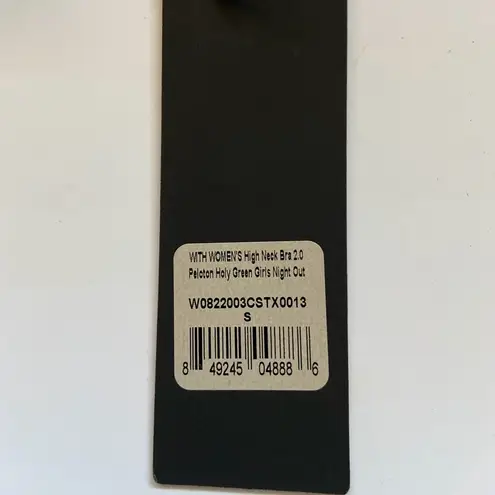 WITH WOMEN'S High Neck Bra 2.0
Peloton Holy Green Girls Night Out
W0822003CSTX0013
S
8 49245 04888 6